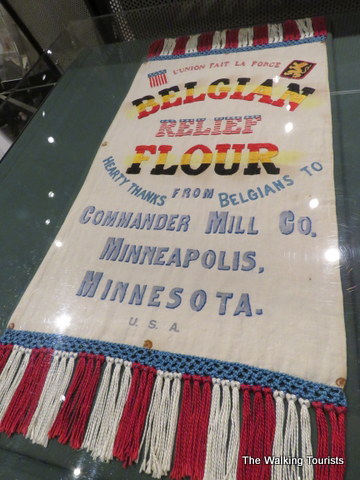 L'UNION FAIT LA FORCE
BELGIAN
RELIEF
FLOUR
HEARTY THANKS FROM BELGIANS TO
COMMANDER MILL CO.
MINNEAPOLIS,
MINNESOTA.
U.S.A.
© The Walking Tourists